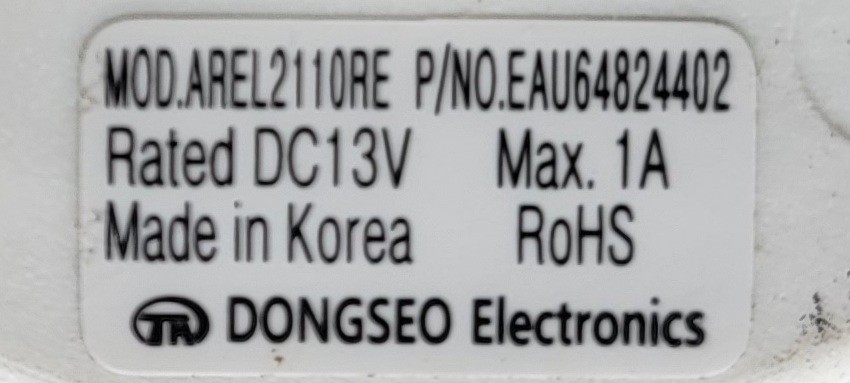 MOD.AREL2110RE P/NO.EAU64824402
Rated DC13V Max. 1A
Made in Korea RoHS
DONGSEO Electronics